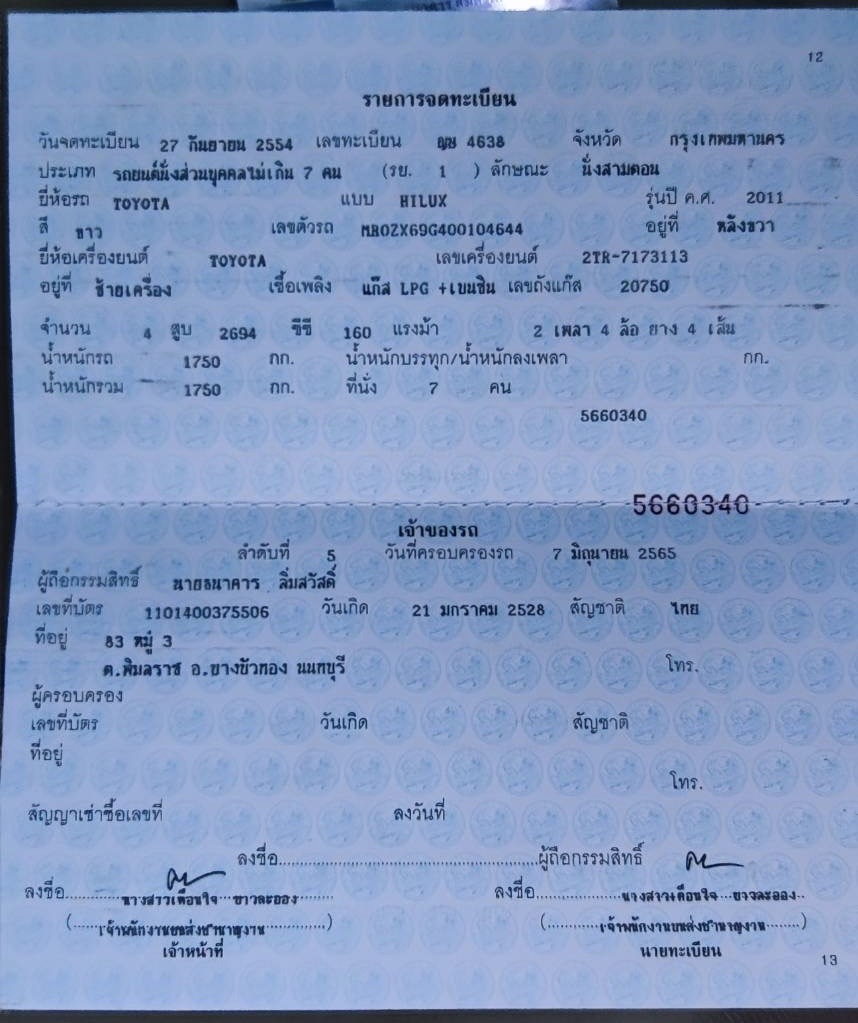 12
รายการจดทะเบียน
วันจดทะเบียน 27 กันยายน 2554 เลขทะเบียน ญช 4638 จังหวัด กรุงเทพมหานคร
ประเภท รถยนต์นั่งส่วนบุคคลไม่เกิน 7 คน (รย. 1 ) ลักษณะ นั่งสามตอน
ยี่ห้อรถ TOYOTA แบบ HILUX รุ่นปี ค.ศ. 2011
สี ขาว เลขตัวรถ MR0ZX69G400104644 อยู่ที่ หลังขวา
ยี่ห้อเครื่องยนต์ TOYOTA เลขเครื่องยนต์ 2TR-7173113
อยู่ที่ ซ้ายเครื่อง เชื้อเพลิง แก๊ส LPG +เบนซิน เลขถังแก๊ส 20750
จำนวน 4 สูบ 2694 ซีซี 160 แรงม้า 2 เพลา 4 ล้อ ยาง 4 เส้น
น้ำหนักรถ 1750 กก. น้ำหนักบรรทุก/น้ำหนักลงเพลา กก.
น้ำหนักรวม 1750 กก. ที่นั่ง 7 คน
5660340
5660340
เจ้าของรถ
ลำดับที่ 5 วันที่ครอบครองรถ 7 มิถุนายน 2565
ผู้ถือกรรมสิทธิ์ นายธนาคาร ลิ่มสวัสดิ์
เลขที่บัตร 1101400375506 วันเกิด 21 มกราคม 2528 สัญชาติ ไทย
ที่อยู่ 83 หมู่ 3
ต.พิมลราช อ.บางบัวทอง นนทบุรี โทร.
ผู้ครอบครอง
เลขที่บัตร วันเกิด สัญชาติ
ที่อยู่
โทร.
สัญญาเช่าซื้อเลขที่ ลงวันที่
ลงชื่อ................................................ผู้ถือกรรมสิทธิ์
ลงชื่อ.......นางสาวเตือนใจ ขาวละออง....... ลงชื่อ..............นางสาวเตือนใจ ขาวละออง..
(....เจ้าพนักงานขนส่งชำนาญงาน............) (.........เจ้าพนักงานขนส่งชำนาญงาน.......)
เจ้าหน้าที่ นายทะเบียน
13